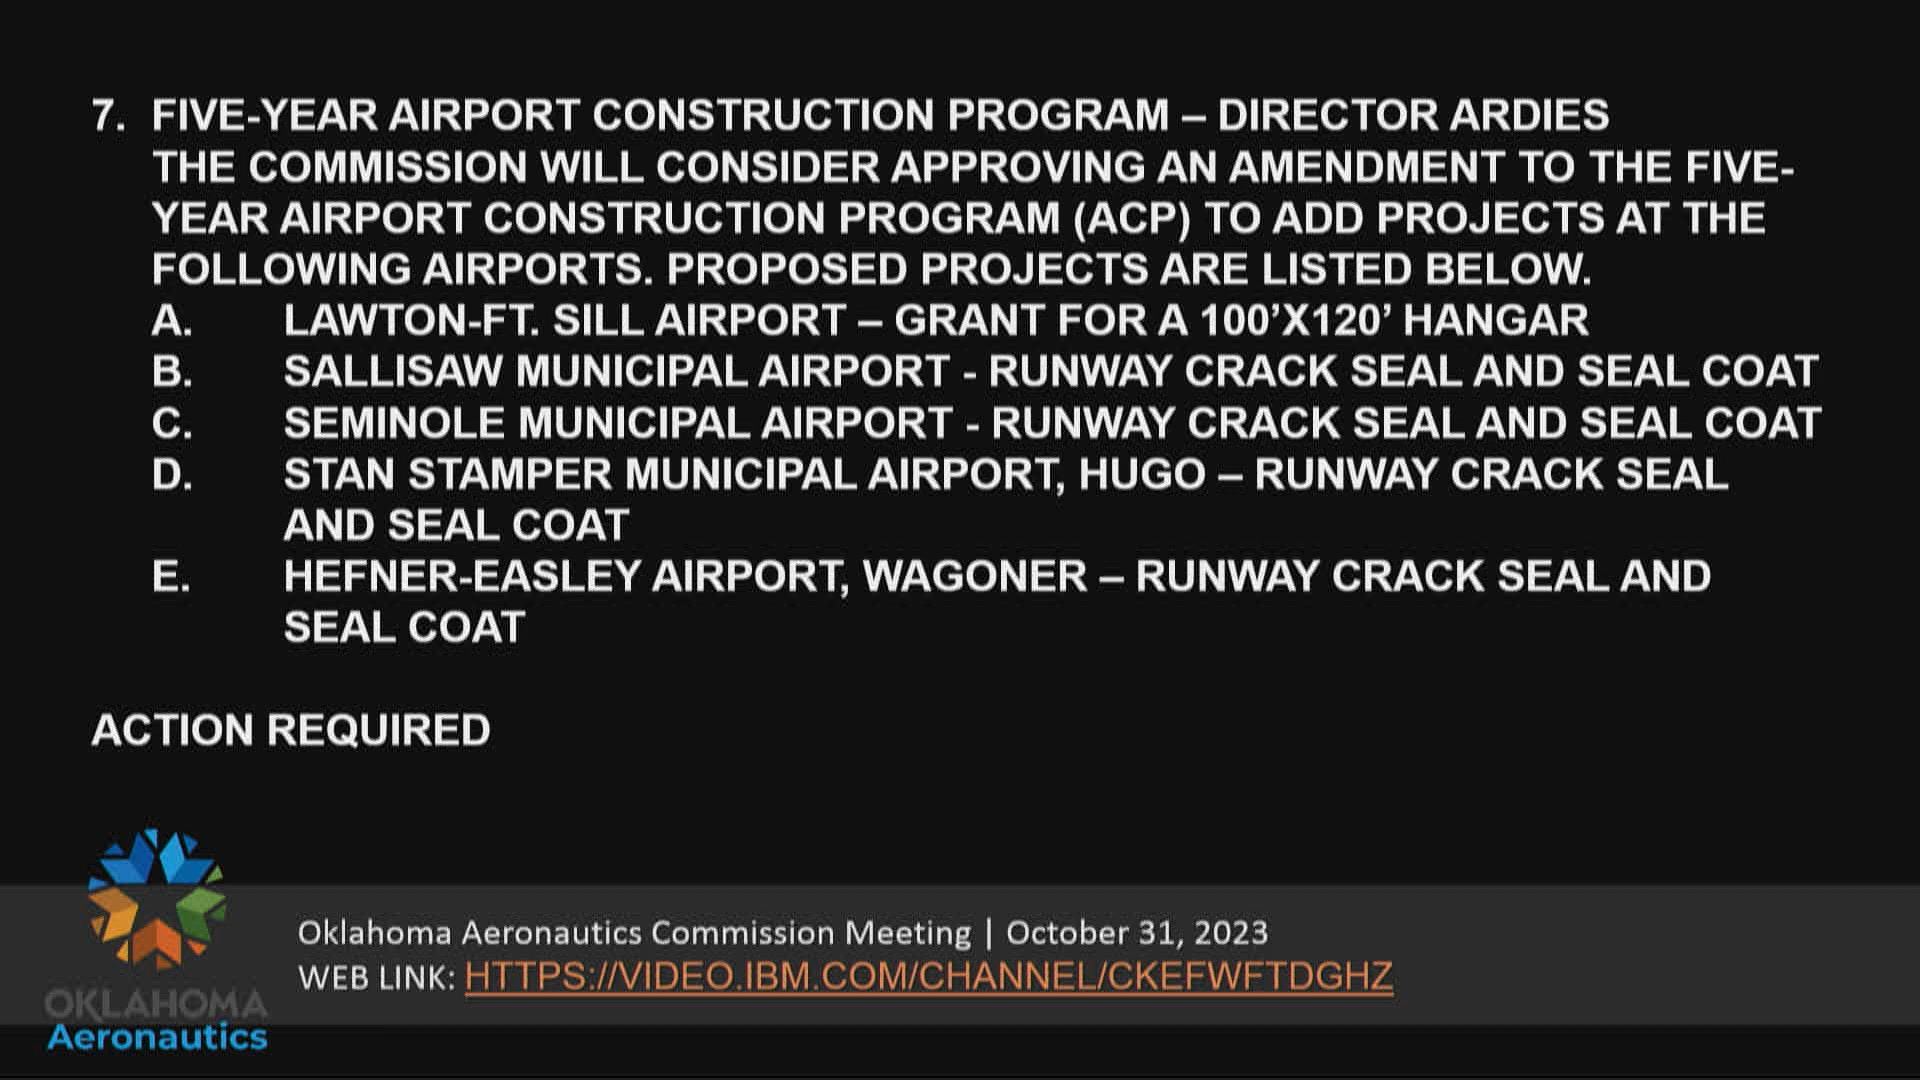 7. FIVE-YEAR AIRPORT CONSTRUCTION PROGRAM – DIRECTOR ARDIES
THE COMMISSION WILL CONSIDER APPROVING AN AMENDMENT TO THE FIVE-
YEAR AIRPORT CONSTRUCTION PROGRAM (ACP) TO ADD PROJECTS AT THE
FOLLOWING AIRPORTS. PROPOSED PROJECTS ARE LISTED BELOW.
A. LAWTON-FT. SILL AIRPORT – GRANT FOR A 100’X120’ HANGAR
B. SALLISAW MUNICIPAL AIRPORT - RUNWAY CRACK SEAL AND SEAL COAT
C. SEMINOLE MUNICIPAL AIRPORT - RUNWAY CRACK SEAL AND SEAL COAT
D. STAN STAMPER MUNICIPAL AIRPORT, HUGO – RUNWAY CRACK SEAL
AND SEAL COAT
E. HEFNER-EASLEY AIRPORT, WAGONER – RUNWAY CRACK SEAL AND
SEAL COAT
ACTION REQUIRED
Oklahoma Aeronautics Commission Meeting | October 31, 2023
WEB LINK: HTTPS://VIDEO.IBM.COM/CHANNEL/CKEFWFTDGHZ
OKLAHOMA
Aeronautics